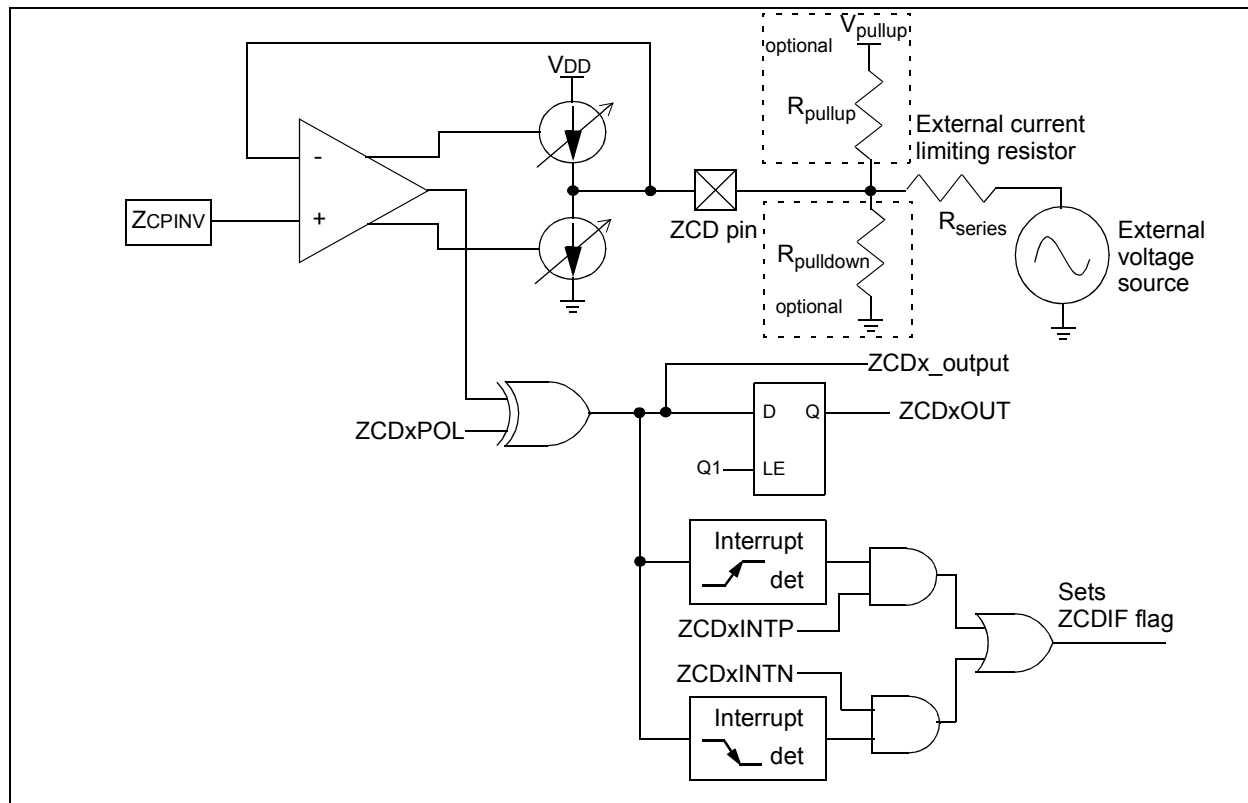 optional
Vpullup
VDD
Rpullup
External current
limiting resistor
-
+
ZCPINV
ZCD pin
Rseries
Rpulldown
optional
External
voltage
source
ZCDx_output
D
Q
ZCDxOUT
ZCDxPOL
Q1
LE
Interrupt
det
ZCDxINTP
Sets
ZCDIF flag
ZCDxINTN
Interrupt
det